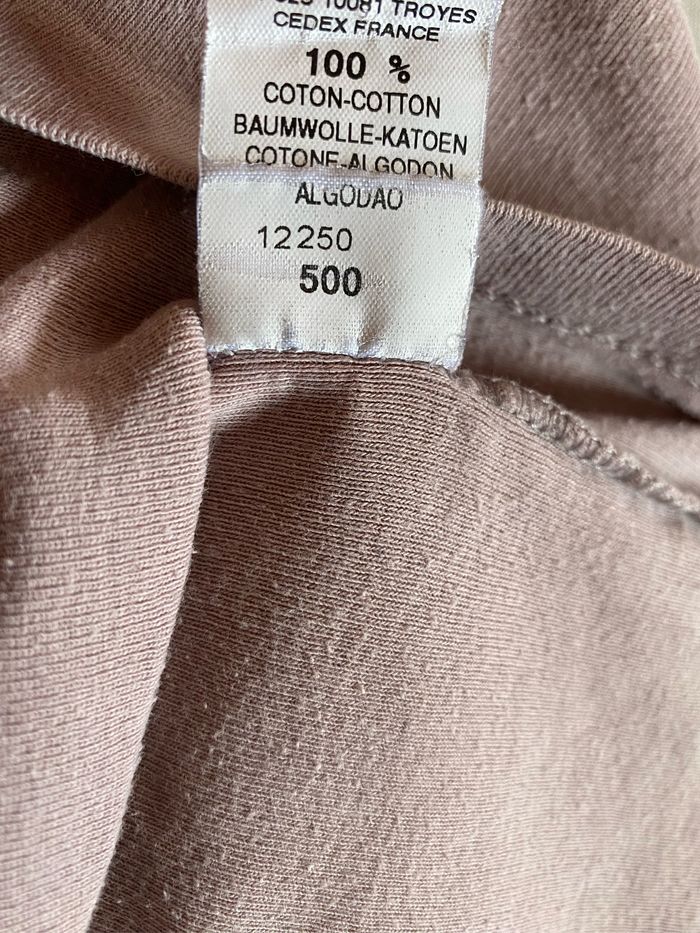 10081 TROYES
CEDEX FRANCE
100 %
COTON-COTTON
BAUMWOLLE-KATOEN
COTONE-ALGODON
ALGODAO
12250
500